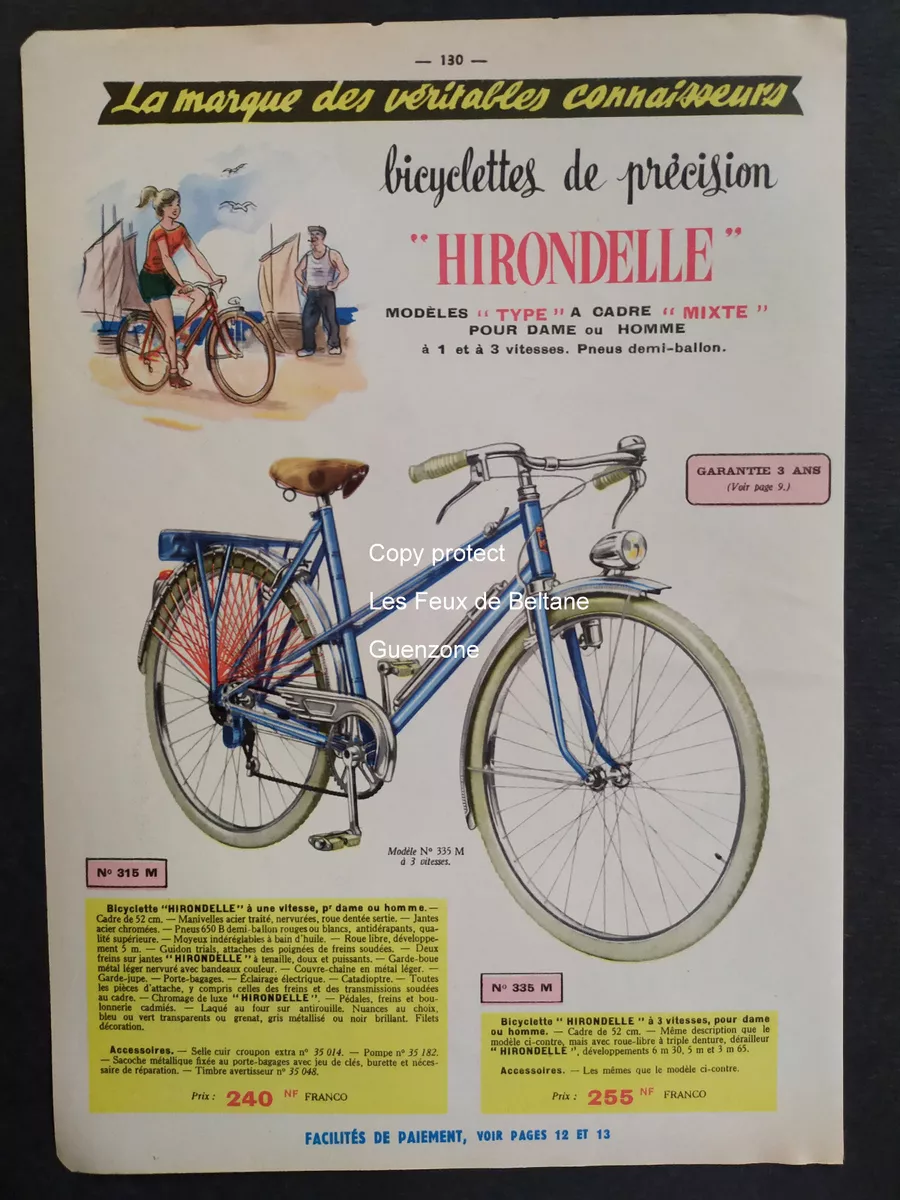 — 130 —
La marque des véritables connaisseurs
bicyclettes de précision
"HIRONDELLE"
MODÈLES "TYPE" A CADRE "MIXTE"
POUR DAME ou HOMME
à 1 et à 3 vitesses. Pneus demi-ballon.
GARANTIE 3 ANS
(Voir page 9.)
Copy protect
Les Feux de Beltane
Guenzone
Modèle Nº 335 M
à 3 vitesses.
Nº 315 M
Bicyclette "HIRONDELLE" à une vitesse, pʳ dame ou homme. —
Cadre de 52 cm. — Manivelles acier traité, nervurées, roue dentée sertie. — Jantes
acier chromées. — Pneus 650 B demi-ballon rouges ou blancs, antidérapants, qua-
lité supérieure. — Moyeux indéréglables à bain d'huile. — Roue libre, développe-
ment 5 m. — Guidon trials, attaches des poignées de freins soudées. — Deux
freins sur jantes "HIRONDELLE" à tenaille, doux et puissants. — Garde-boue
métal léger nervuré avec bandeaux couleur. — Couvre-chaîne en métal léger. —
Garde-jupe. — Porte-bagages. — Éclairage électrique. — Catadioptre. — Toutes
les pièces d'attache, y compris celles des freins et des transmissions soudées
au cadre. — Chromage de luxe "HIRONDELLE". — Pédales, freins et bou-
lonnerie cadmiés. — Laqué au four sur antirouille. Nuances au choix,
bleu ou vert transparents ou grenat, gris métallisé ou noir brillant. Filets
décoration.
Accessoires. — Selle cuir croupon extra nº 35 014. — Pompe nº 35 182.
— Sacoche métallique fixée au porte-bagages avec jeu de clés, burette et néces-
saire de réparation. — Timbre avertisseur nº 35 048.
Prix : 240 NF FRANCO
Nº 335 M
Bicyclette "HIRONDELLE" à 3 vitesses, pour dame
ou homme. — Cadre de 52 cm. — Même description que le
modèle ci-contre, mais avec roue-libre à triple denture, dérailleur
"HIRONDELLE", développements 6 m 30, 5 m et 3 m 65.
Accessoires. — Les mêmes que le modèle ci-contre.
Prix : 255 NF FRANCO
FACILITÉS DE PAIEMENT, VOIR PAGES 12 ET 13